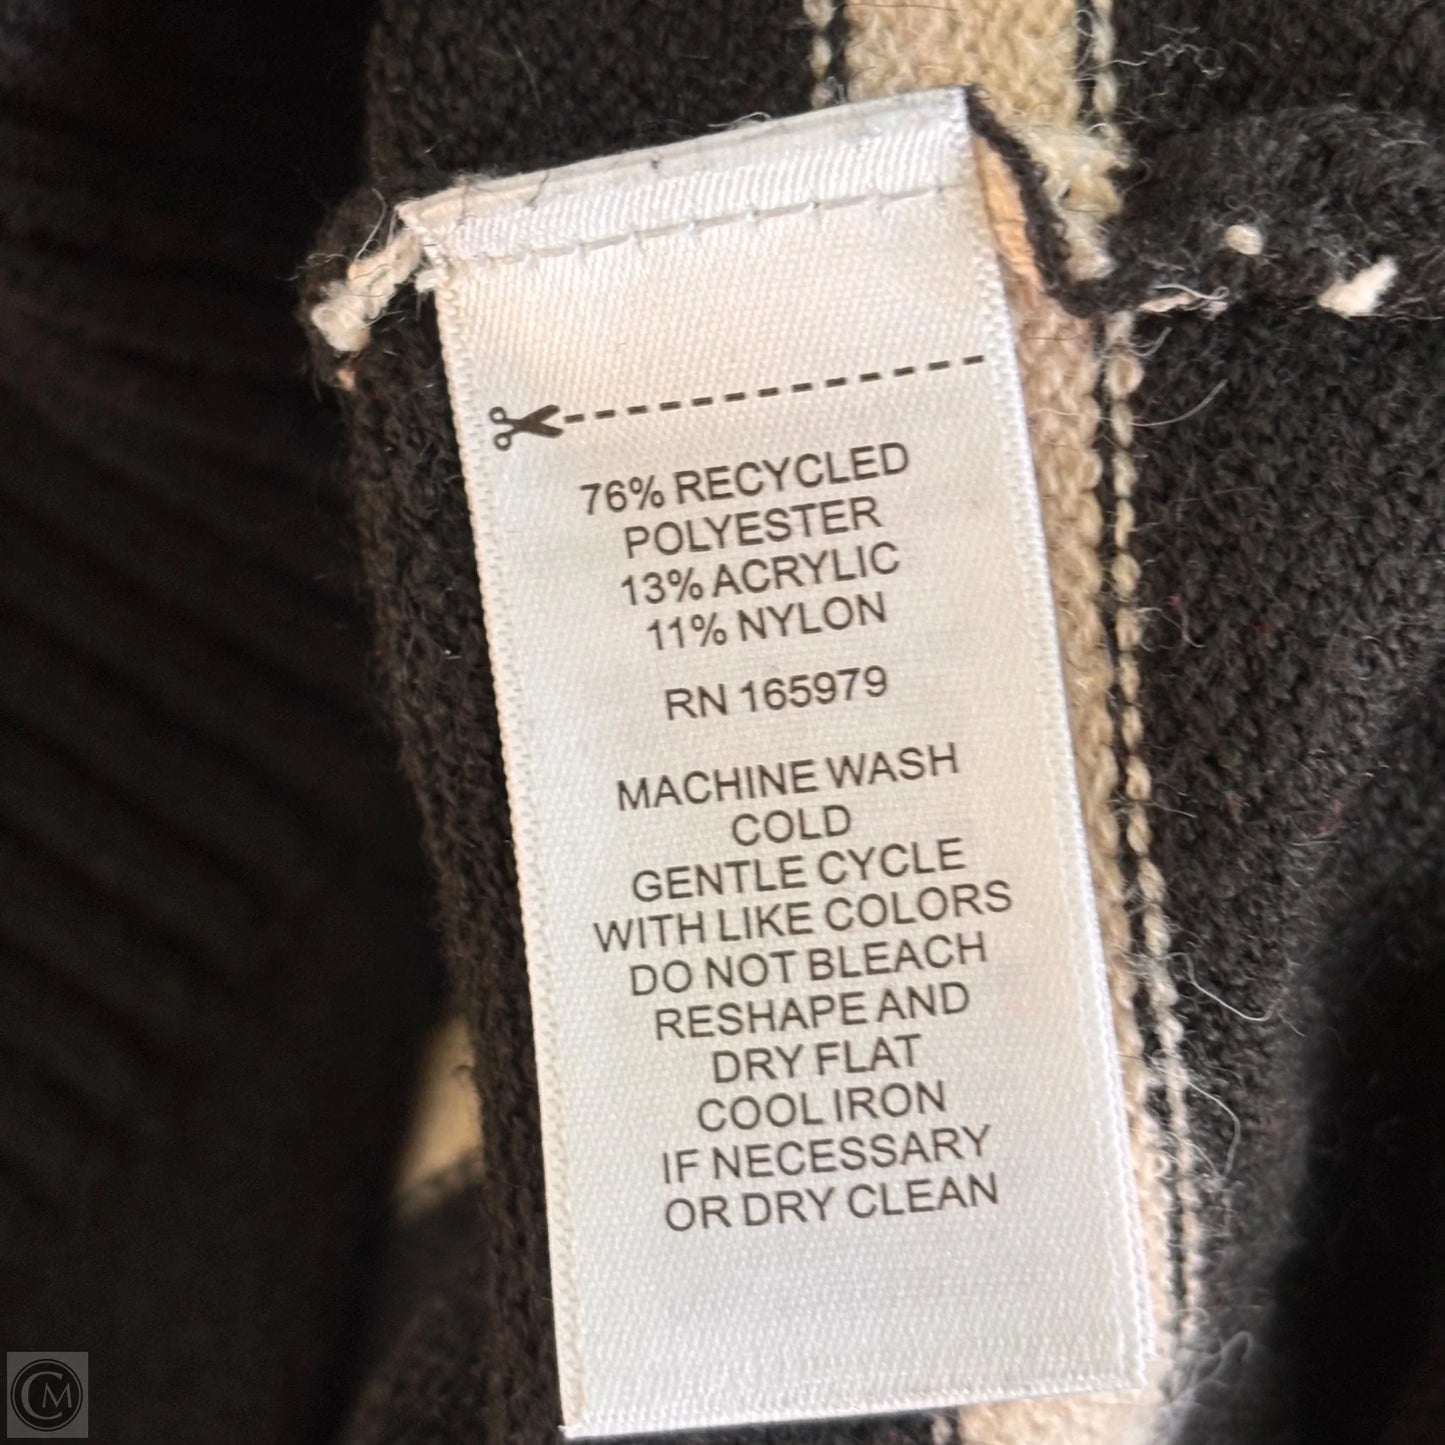 76% RECYCLED
POLYESTER
13% ACRYLIC
11% NYLON
RN 165979
MACHINE WASH
COLD
GENTLE CYCLE
WITH LIKE COLORS
DO NOT BLEACH
RESHAPE AND
DRY FLAT
COOL IRON
IF NECESSARY
OR DRY CLEAN
CM